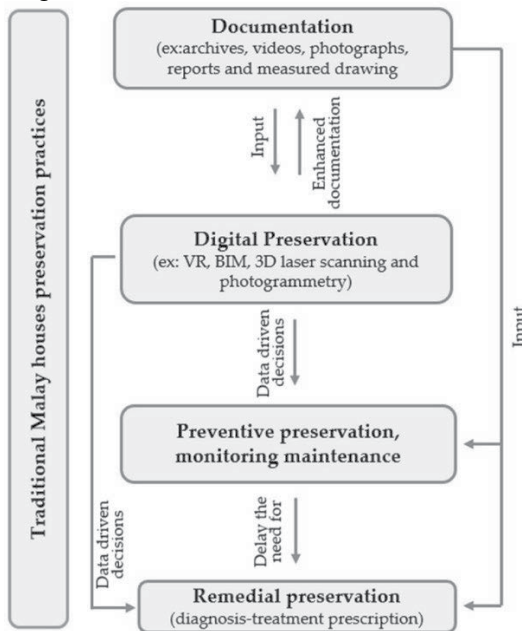 Traditional Malay houses preservation practices
Documentation
(ex:archives, videos, photographs,
reports and measured drawing
Input
Enhanced
documentation
Digital Preservation
(ex: VR, BIM, 3D laser scanning and
photogrammetry)
Data driven
decisions
Input
Preventive preservation,
monitoring maintenance
Delay the
need for
Data driven
decisions
Remedial preservation
(diagnosis-treatment prescription)